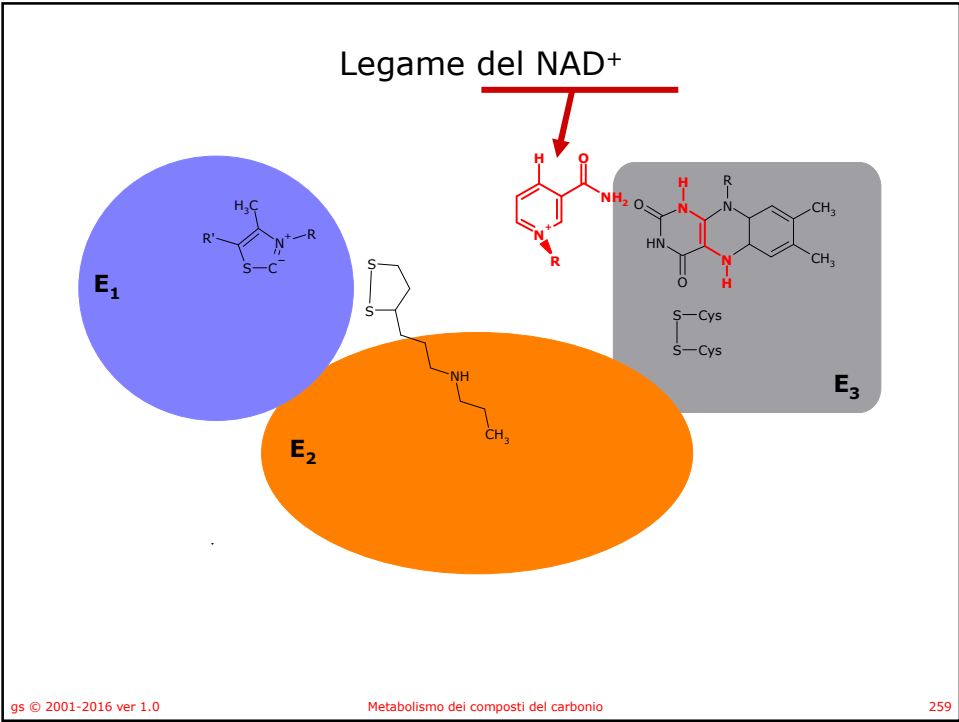 Legame del NAD⁺
H O
NH₂
N⁺
R
H₃C
R' N⁺ R
S C⁻
E₁
S
S
NH
CH₃
E₂
H R
O N N CH₃
HN N CH₃
O H
S Cys
S Cys
E₃
gs © 2001-2016 ver 1.0 Metabolismo dei composti del carbonio 259